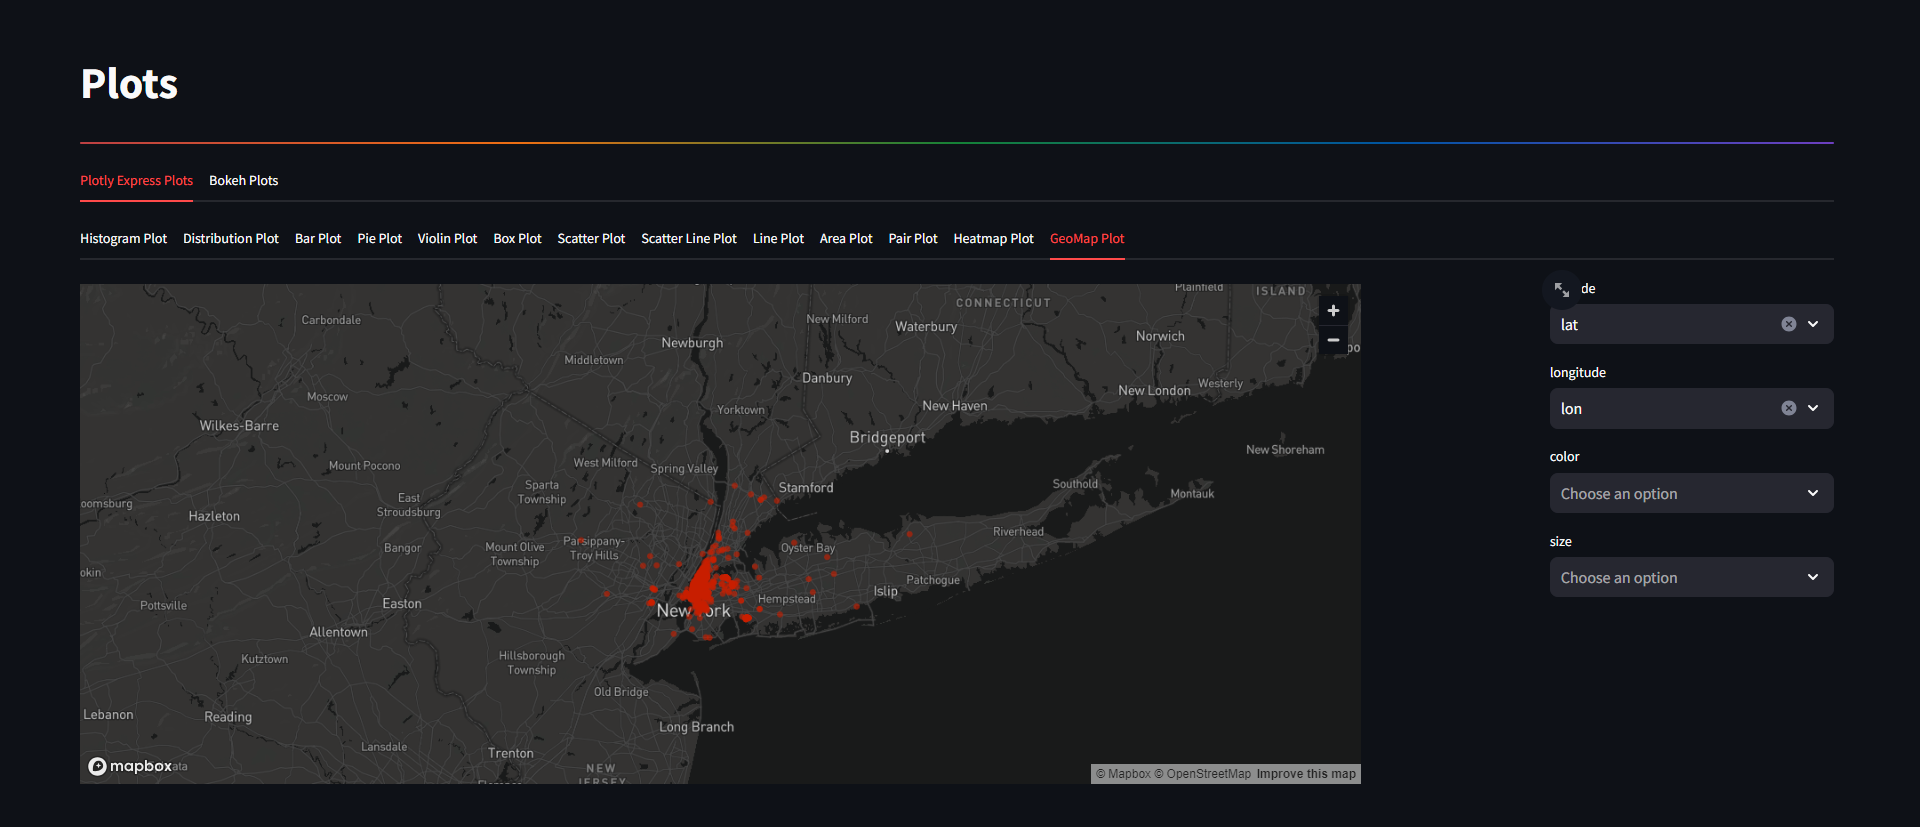 Plots
Plotly Express Plots Bokeh Plots
Histogram Plot Distribution Plot Bar Plot Pie Plot Violin Plot Box Plot Scatter Plot Scatter Line Plot Line Plot Area Plot Pair Plot Heatmap Plot GeoMap Plot
de
lat
longitude
lon
color
Choose an option
size
Choose an option
Plainfield
ISLAND
CONNECTICUT
Carbondale
New Milford
Waterbury
Norwich
Newburgh
po
Middletown
Danbury
Westerly
New London
Moscow
Yorktown
New Haven
Wilkes-Barre
Bridgeport
New Shoreham
Mount Pocono
West Milford
Spring Valley
Stamford
Southold
Montauk
Sparta
Township
oomsburg
East
Stroudsburg
Hazleton
Riverhead
Bangor
Mount Olive
Township
Parsippany-
Troy Hills
Oyster Bay
okin
Patchogue
Islip
Hempstead
Pottsville
Easton
New York
Allentown
Kutztown
Hillsborough
Township
Old Bridge
Lebanon
Reading
Long Branch
Lansdale
Trenton
NEW
JERSEY
mapbox
ata
© Mapbox © OpenStreetMap Improve this map